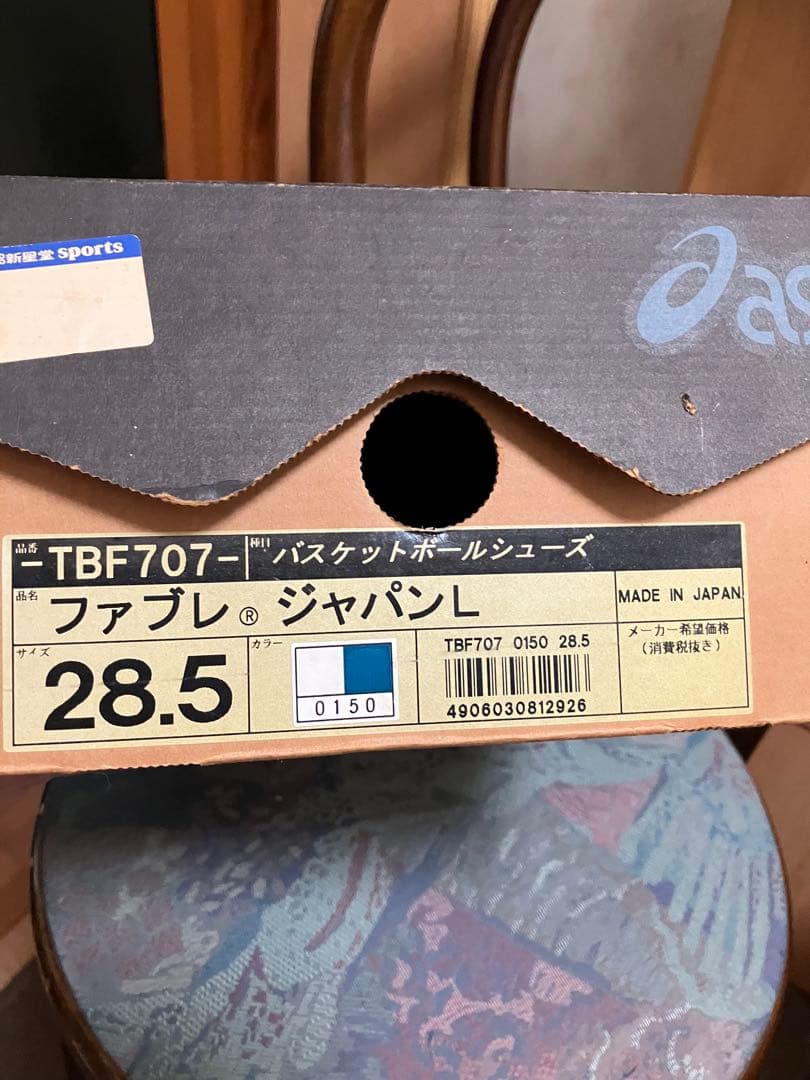 新星堂 sports
as
品番
-TBF707-
種目
バスケットボールシューズ
品名
ファブレ® ジャパンL
MADE IN JAPAN
サイズ
28.5
カラー
0150
TBF707 0150 28.5
4906030812926
メーカー希望価格
(消費税抜き)